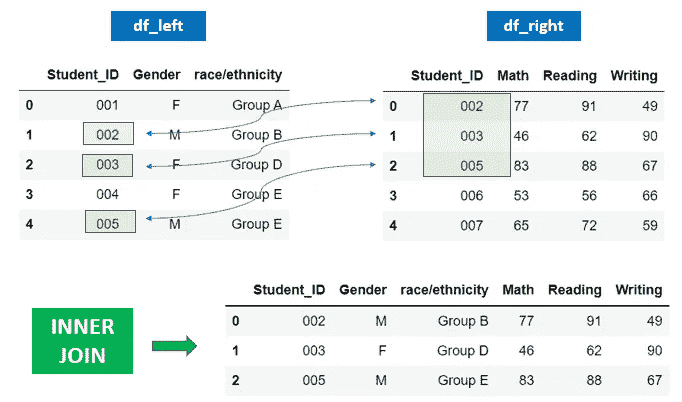 df_left
df_right
Student_ID Gender race/ethnicity
0 001 F Group A
1 002 M Group B
2 003 F Group D
3 004 F Group E
4 005 M Group E
Student_ID Math Reading Writing
0 002 77 91 49
1 003 46 62 90
2 005 83 88 67
3 006 53 56 66
4 007 65 72 59
INNER
JOIN
Student_ID Gender race/ethnicity Math Reading Writing
0 002 M Group B 77 91 49
1 003 F Group D 46 62 90
2 005 M Group E 83 88 67